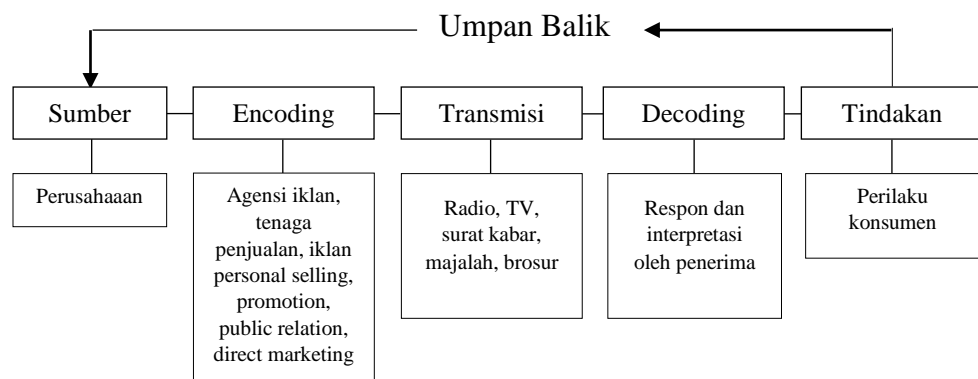 Umpan Balik
Sumber
Encoding
Transmisi
Decoding
Tindakan
Perusahaaan
Agensi iklan,
tenaga
penjualan, iklan
personal selling,
promotion,
public relation,
direct marketing
Radio, TV,
surat kabar,
majalah, brosur
Respon dan
interpretasi
oleh penerima
Perilaku
konsumen